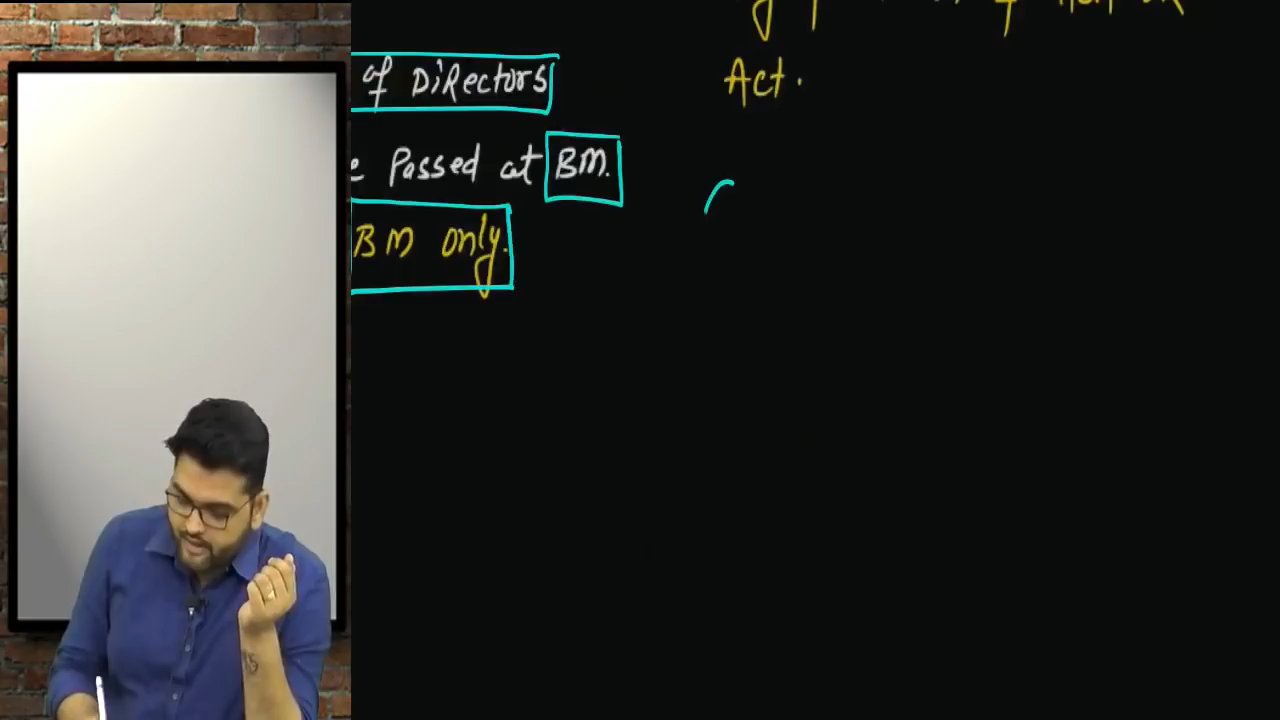 of Directors
Passed at BM.
BM only.
Act.